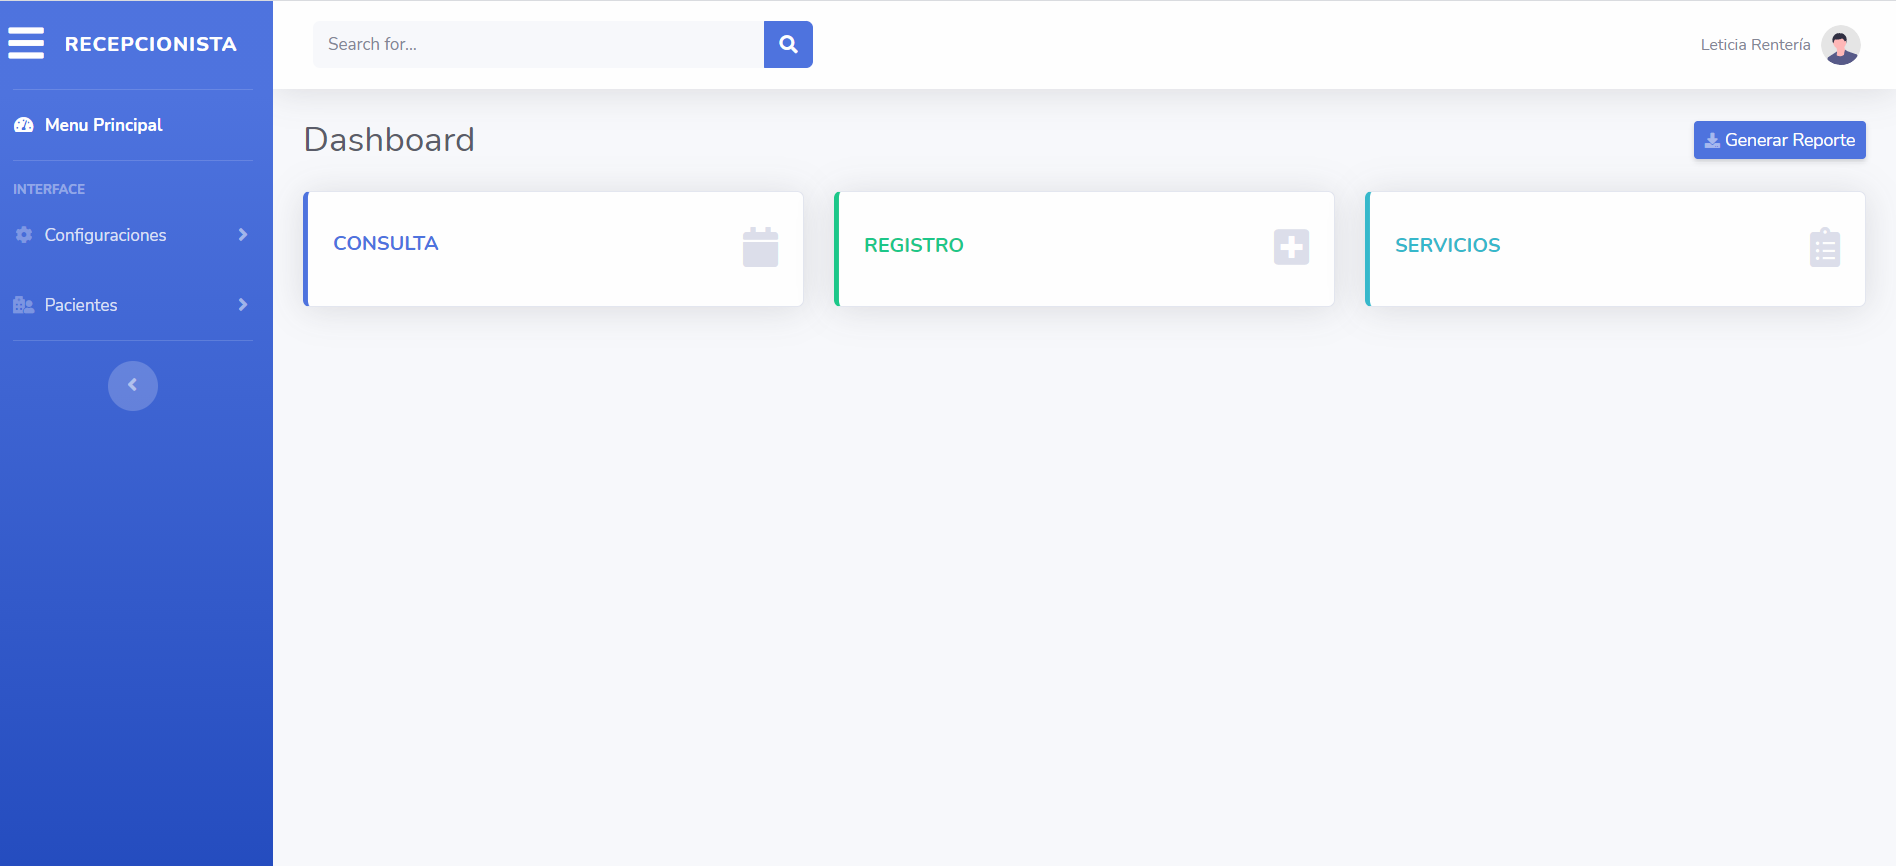 RECEPCIONISTA
Menu Principal
INTERFACE
Configuraciones
Pacientes
Search for...
Leticia Rentería
Dashboard
Generar Reporte
CONSULTA
REGISTRO
SERVICIOS